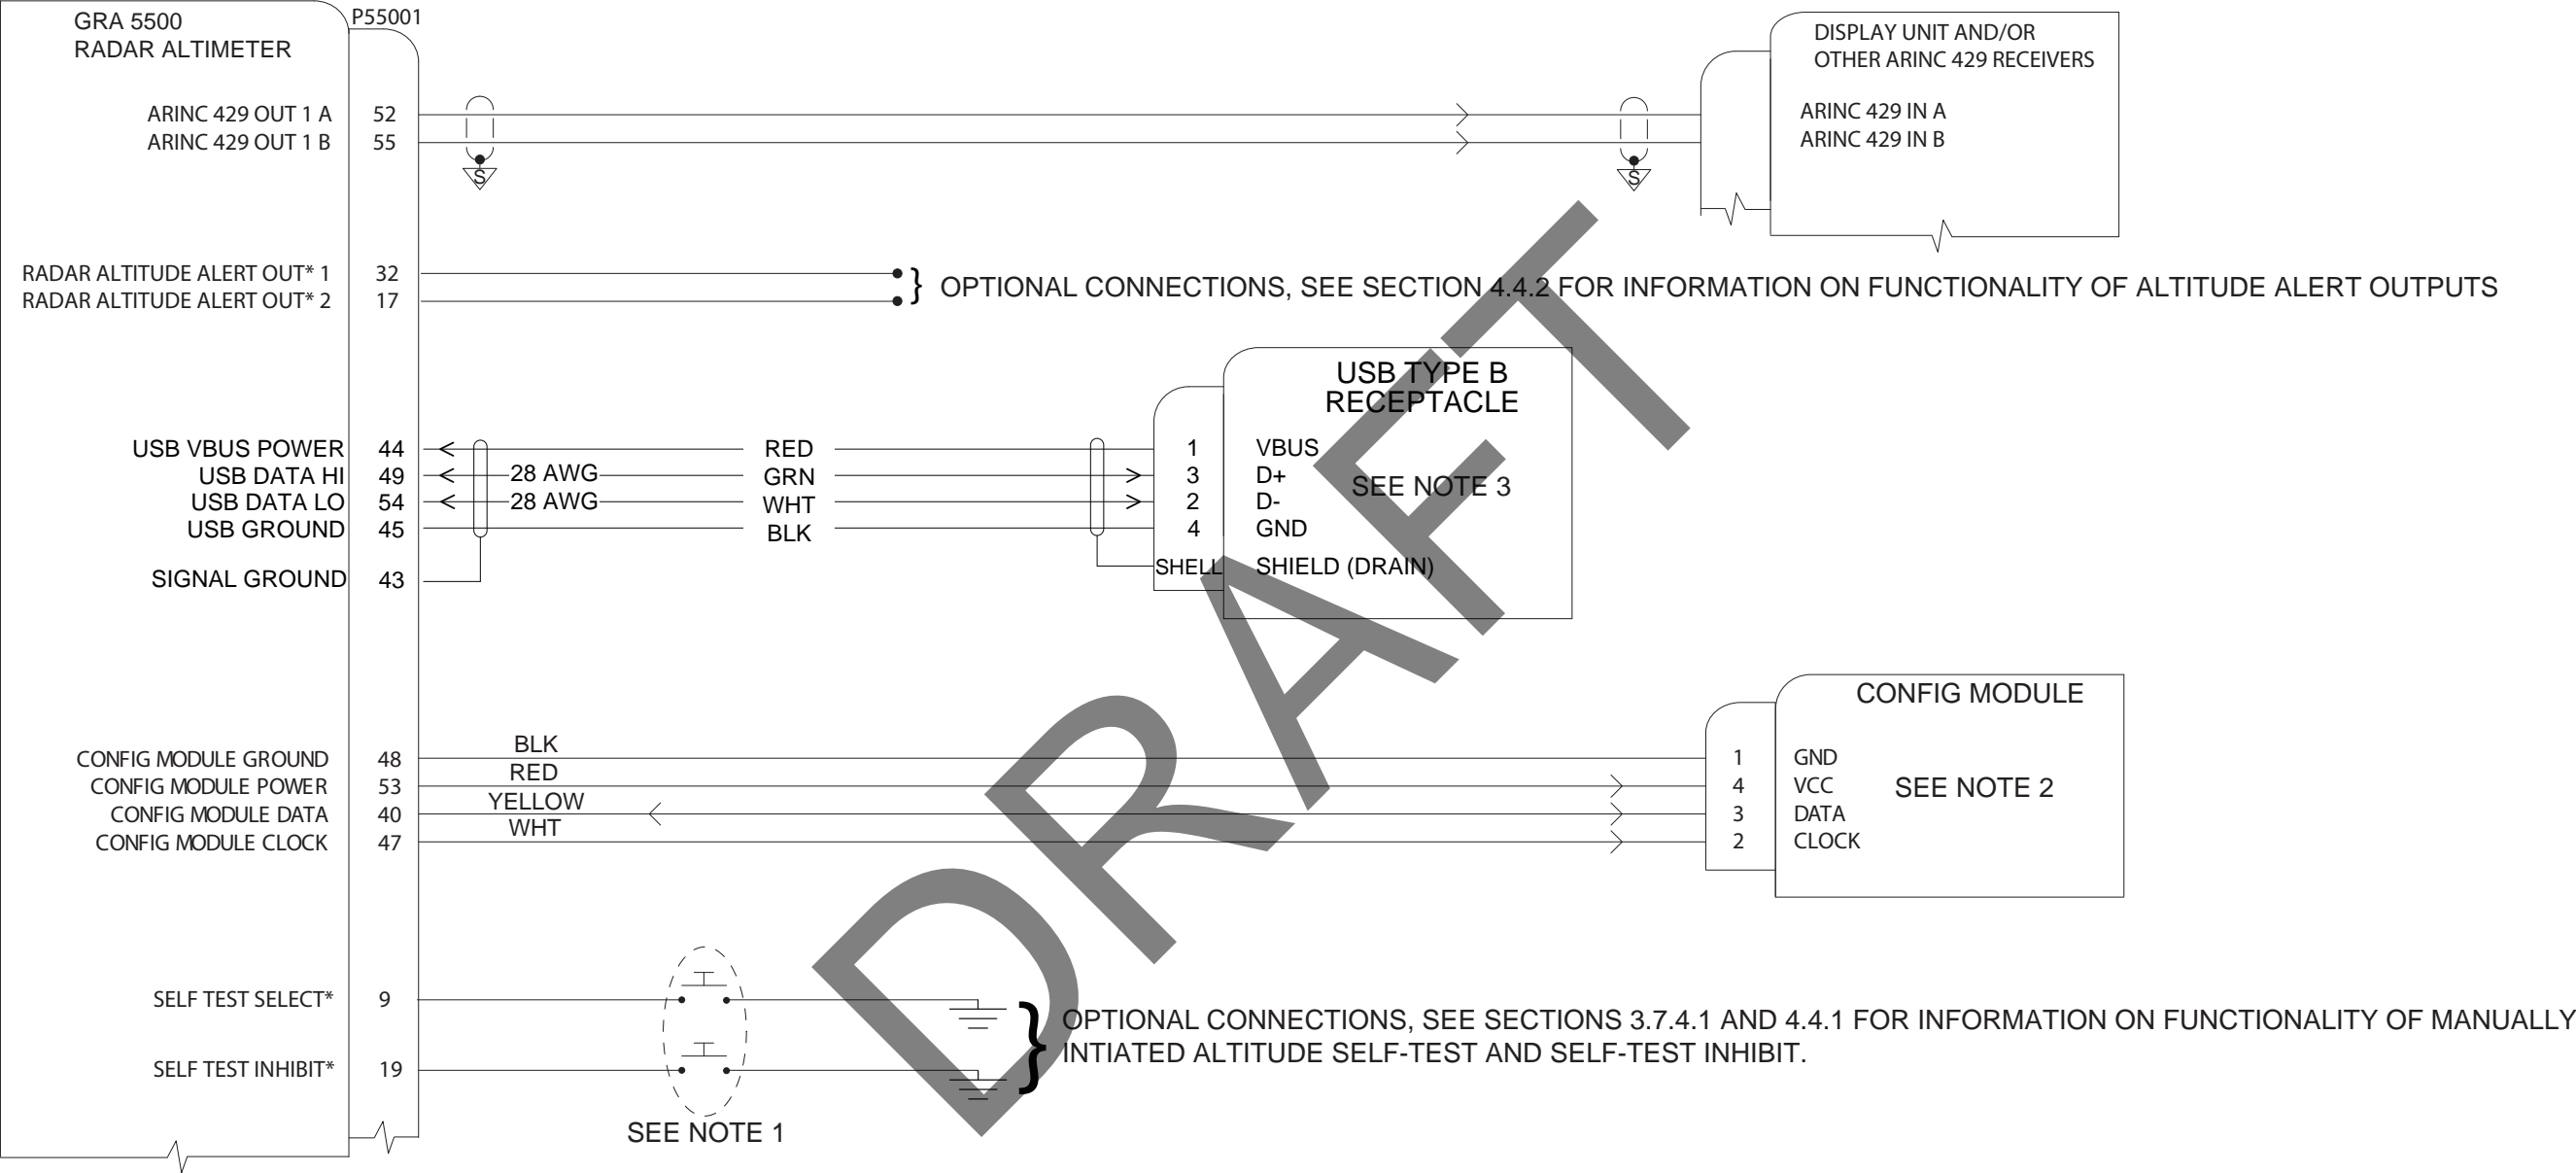 GRA 5500
RADAR ALTIMETER
P55001
DISPLAY UNIT AND/OR
OTHER ARINC 429 RECEIVERS
ARINC 429 OUT 1 A 52
ARINC 429 IN A
ARINC 429 OUT 1 B 55
ARINC 429 IN B
S
S
RADAR ALTITUDE ALERT OUT* 1 32
RADAR ALTITUDE ALERT OUT* 2 17
} OPTIONAL CONNECTIONS, SEE SECTION 4.4.2 FOR INFORMATION ON FUNCTIONALITY OF ALTITUDE ALERT OUTPUTS
USB TYPE B
RECEPTACLE
USB VBUS POWER 44 RED 1 VBUS
USB DATA HI 49 28 AWG GRN 3 D+
USB DATA LO 54 28 AWG WHT 2 D-
SEE NOTE 3
USB GROUND 45 BLK 4 GND
SIGNAL GROUND 43 SHELL SHIELD (DRAIN)
CONFIG MODULE
CONFIG MODULE GROUND 48 BLK 1 GND
CONFIG MODULE POWER 53 RED 4 VCC
SEE NOTE 2
CONFIG MODULE DATA 40 YELLOW 3 DATA
CONFIG MODULE CLOCK 47 WHT 2 CLOCK
SELF TEST SELECT* 9
SELF TEST INHIBIT* 19
} OPTIONAL CONNECTIONS, SEE SECTIONS 3.7.4.1 AND 4.4.1 FOR INFORMATION ON FUNCTIONALITY OF MANUALLY
INTIATED ALTITUDE SELF-TEST AND SELF-TEST INHIBIT.
SEE NOTE 1
DRAFT